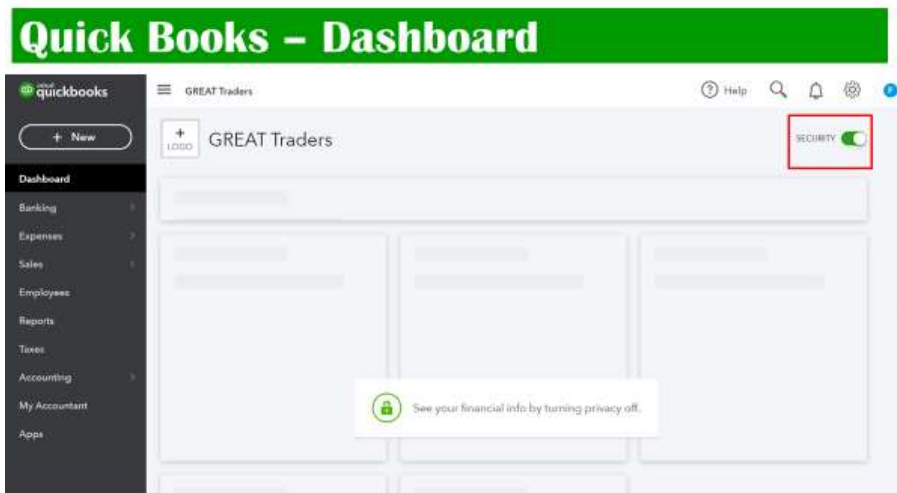 Quick Books – Dashboard
intuit quickbooks
GREAT Traders
Help
+ New
+
LOGO
GREAT Traders
SECURITY
Dashboard
Banking
Expenses
Sales
Employees
Reports
Taxes
Accounting
My Accountant
Apps
See your financial info by turning privacy off.